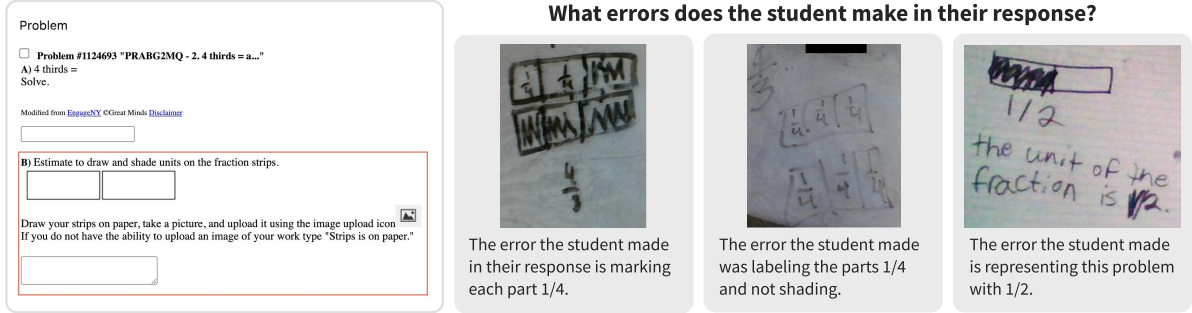 Problem
Problem #1124693 "PRABG2MQ - 2. 4 thirds = a..."
A) 4 thirds =
Solve.
Modified from EngageNY ©Great Minds Disclaimer
B) Estimate to draw and shade units on the fraction strips.
Draw your strips on paper, take a picture, and upload it using the image upload icon
If you do not have the ability to upload an image of your work type "Strips is on paper."
What errors does the student make in their response?
1/4 1/4
4/3
The error the student made
in their response is marking
each part 1/4.
1/4 1/4 1/4
1/4 1/4 1/4
The error the student made
was labeling the parts 1/4
and not shading.
1/2
the unit of the
fraction is 1/2.
The error the student made
is representing this problem
with 1/2.